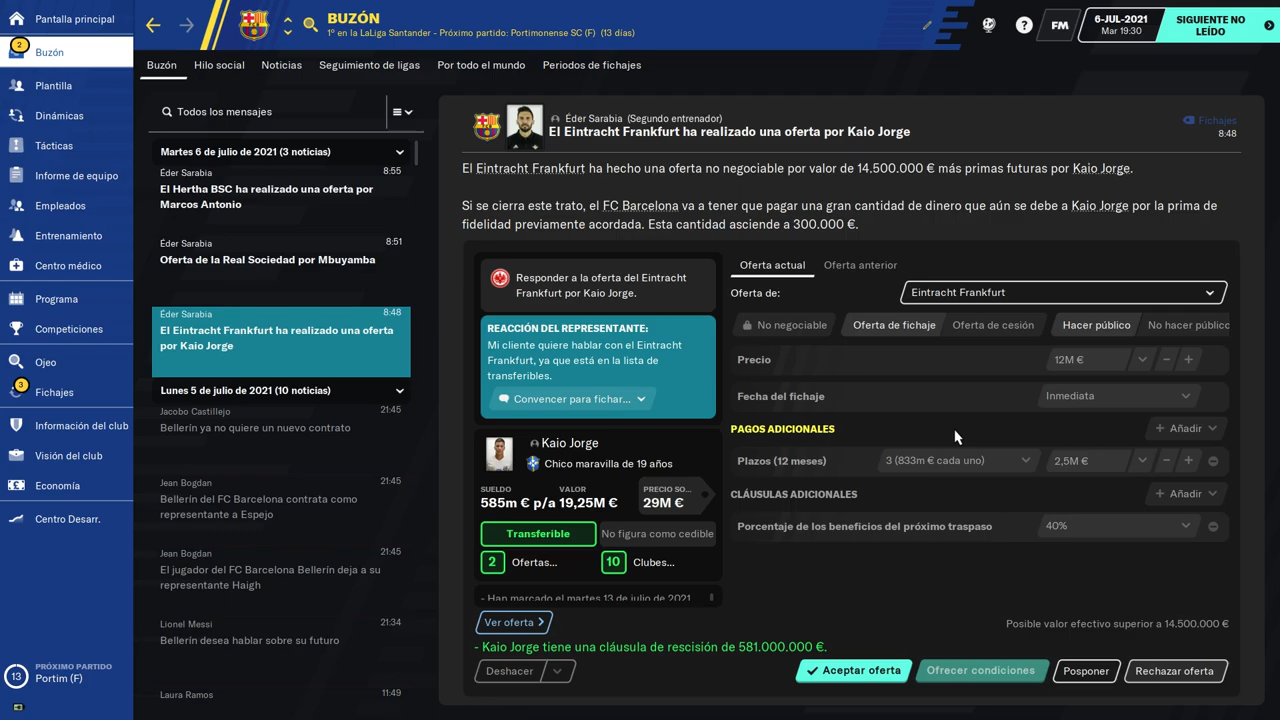 Pantalla principal
2
Buzón
Plantilla
Dinámicas
Tácticas
Informe de equipo
Empleados
Entrenamiento
Centro médico
Programa
Competiciones
Ojeo
3
Fichajes
Información del club
Visión del club
Economía
Centro Desarr.
13
PRÓXIMO PARTIDO
Portim (F)
BUZÓN
1º en la LaLiga Santander - Próximo partido: Portimonense SC (F) (13 días)
?
FM
6-JUL-2021
Mar 19:30
SIGUIENTE NO
LEÍDO
Buzón
Hilo social
Noticias
Seguimiento de ligas
Por todo el mundo
Periodos de fichajes
Todos los mensajes
Martes 6 de julio de 2021 (3 noticias)
Éder Sarabia 8:55
El Hertha BSC ha realizado una oferta por
Marcos Antonio
Éder Sarabia 8:51
Oferta de la Real Sociedad por Mbuyamba
Éder Sarabia 8:48
El Eintracht Frankfurt ha realizado una oferta
por Kaio Jorge
Lunes 5 de julio de 2021 (10 noticias)
Jacobo Castillejo 21:45
Bellerín ya no quiere un nuevo contrato
Jean Bogdan 21:45
Bellerín del FC Barcelona contrata como
representante a Espejo
Jean Bogdan 21:45
El jugador del FC Barcelona Bellerín deja a su
representante Haigh
Lionel Messi 21:34
Bellerín desea hablar sobre su futuro
Laura Ramos 11:49
Éder Sarabia (Segundo entrenador)
El Eintracht Frankfurt ha realizado una oferta por Kaio Jorge
Fichajes
8:48
El Eintracht Frankfurt ha hecho una oferta no negociable por valor de 14.500.000 € más primas futuras por Kaio Jorge.
Si se cierra este trato, el FC Barcelona va a tener que pagar una gran cantidad de dinero que aún se debe a Kaio Jorge por la prima de
fidelidad previamente acordada. Esta cantidad asciende a 300.000 €.
Responder a la oferta del Eintracht
Frankfurt por Kaio Jorge.
REACCIÓN DEL REPRESENTANTE:
Mi cliente quiere hablar con el Eintracht
Frankfurt, ya que está en la lista de
transferibles.
Convencer para fichar...
Kaio Jorge
Chico maravilla de 19 años
SUELDO VALOR PRECIO SO...
585m € p/a 19,25M € 29M €
Transferible
No figura como cedible
2 Ofertas...
10 Clubes...
- Han marcado el martes 13 de julio de 2021
Oferta actual
Oferta anterior
Oferta de: Eintracht Frankfurt
No negociable
Oferta de fichaje
Oferta de cesión
Hacer público
No hacer público
Precio 12M €
Fecha del fichaje Inmediata
PAGOS ADICIONALES
Añadir
Plazos (12 meses) 3 (833m € cada uno) 2,5M €
CLÁUSULAS ADICIONALES
Añadir
Porcentaje de los beneficios del próximo traspaso 40%
Ver oferta
Posible valor efectivo superior a 14.500.000 €
- Kaio Jorge tiene una cláusula de rescisión de 581.000.000 €.
Deshacer
Aceptar oferta
Ofrecer condiciones
Posponer
Rechazar oferta